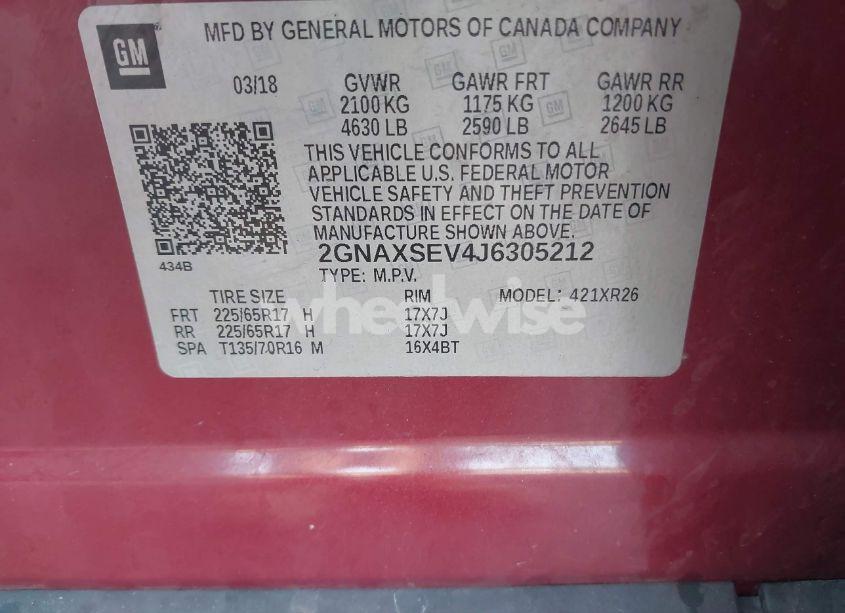 GM
MFD BY GENERAL MOTORS OF CANADA COMPANY
03/18 GVWR GAWR FRT GAWR RR
2100 KG 1175 KG 1200 KG
4630 LB 2590 LB 2645 LB
THIS VEHICLE CONFORMS TO ALL
APPLICABLE U.S. FEDERAL MOTOR
VEHICLE SAFETY AND THEFT PREVENTION
STANDARDS IN EFFECT ON THE DATE OF
MANUFACTURE SHOWN ABOVE.
434B
2GNAXSEV4J6305212
TYPE: M.P.V.
TIRE SIZE RIM MODEL: 421XR26
FRT 225/65R17 H 17X7J
RR 225/65R17 H 17X7J
SPA T135/70R16 M 16X4BT
wheelwise